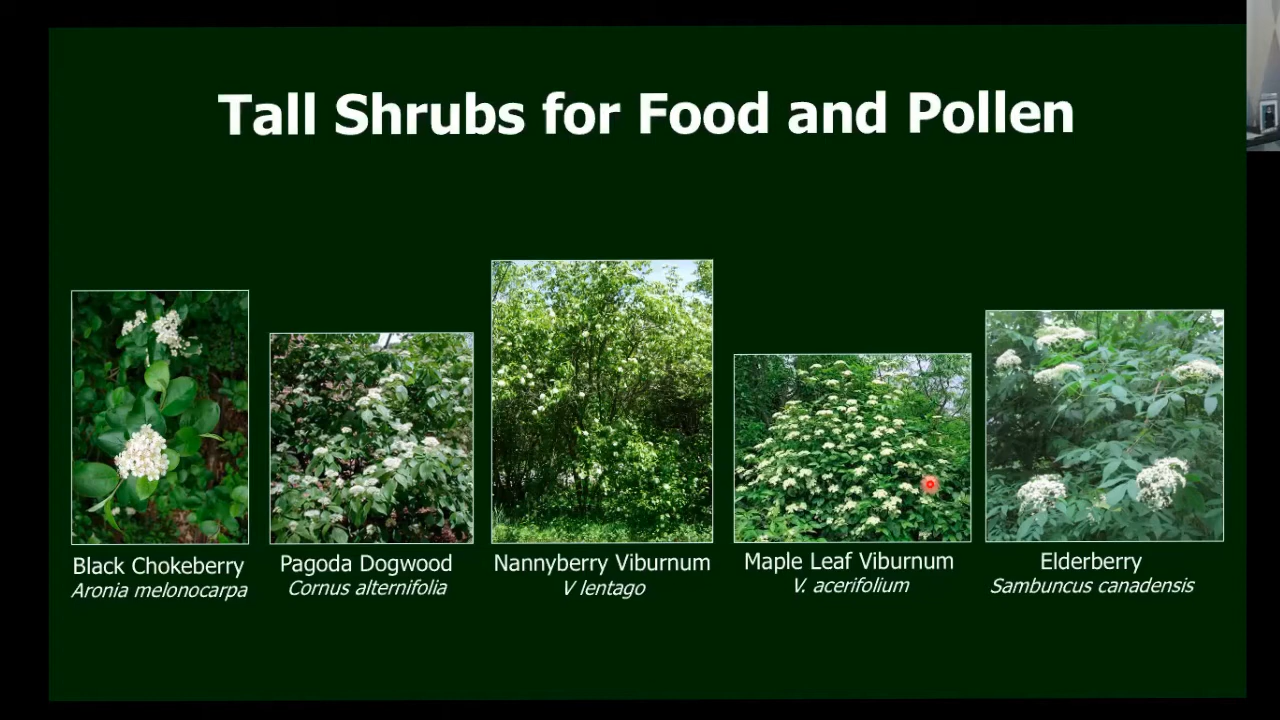 Tall Shrubs for Food and Pollen
Black Chokeberry
Aronia melonocarpa
Pagoda Dogwood
Cornus alternifolia
Nannyberry Viburnum
V lentago
Maple Leaf Viburnum
V. acerifolium
Elderberry
Sambuncus canadensis